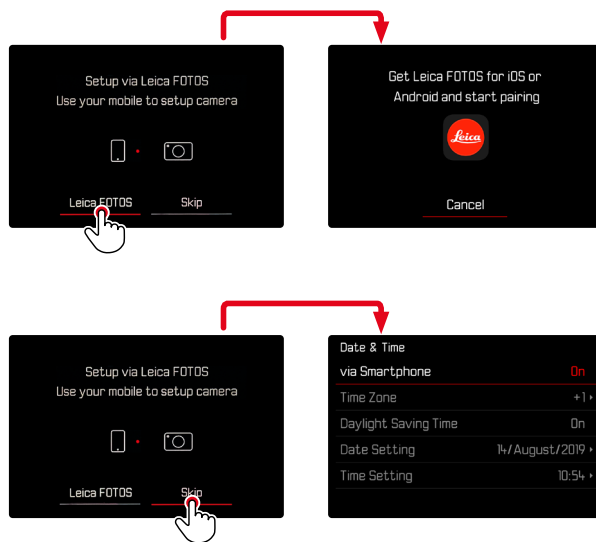 Setup via Leica FOTOS
Use your mobile to setup camera
Leica FOTOS Skip
Get Leica FOTOS for iOS or
Android and start pairing
Leica
Cancel
Setup via Leica FOTOS
Use your mobile to setup camera
Leica FOTOS Skip
Date & Time
via Smartphone On
Time Zone +1
Daylight Saving Time On
Date Setting 14/August/2019
Time Setting 10:54